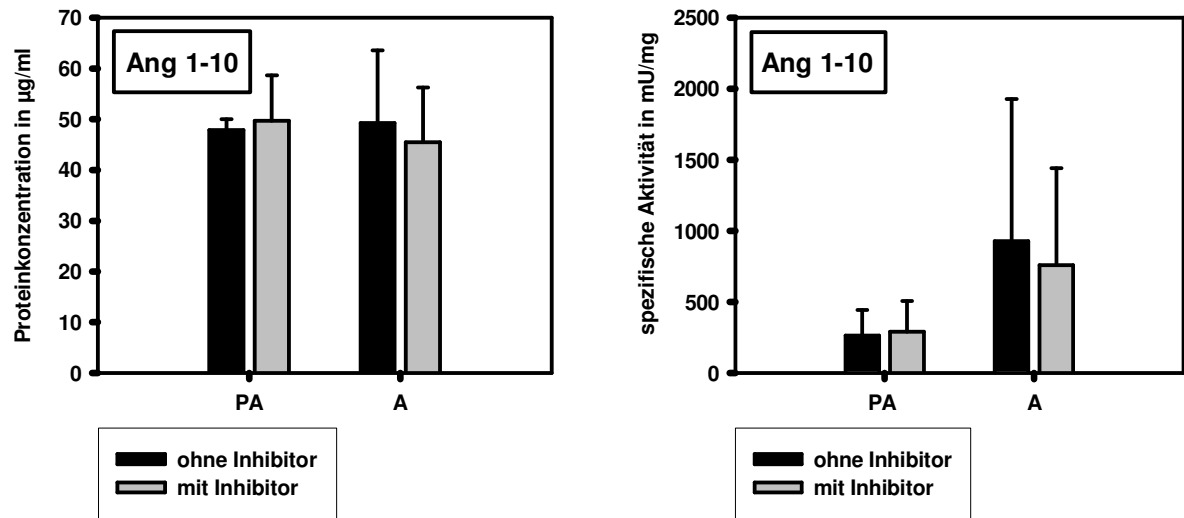 Proteinkonzentration in µg/ml
70
60
50
40
30
20
10
0
Ang 1-10
PA
A
ohne Inhibitor
mit Inhibitor
spezifische Aktivität in mU/mg
2500
2000
1500
1000
500
0
Ang 1-10
PA
A
ohne Inhibitor
mit Inhibitor